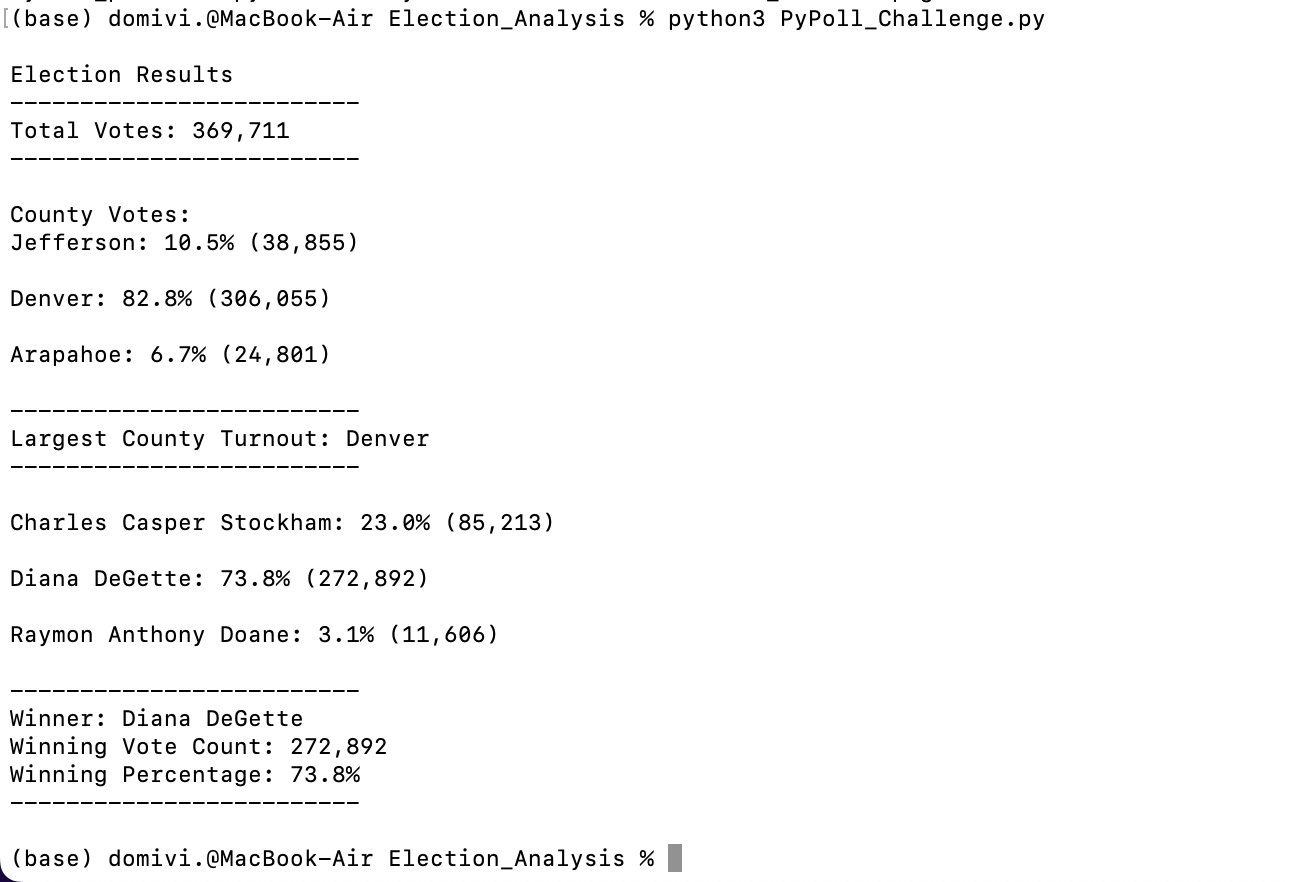 (base) domivi.@MacBook-Air Election_Analysis % python3 PyPoll_Challenge.py
Election Results
-------------------------
Total Votes: 369,711
-------------------------
County Votes:
Jefferson: 10.5% (38,855)
Denver: 82.8% (306,055)
Arapahoe: 6.7% (24,801)
-------------------------
Largest County Turnout: Denver
-------------------------
Charles Casper Stockham: 23.0% (85,213)
Diana DeGette: 73.8% (272,892)
Raymon Anthony Doane: 3.1% (11,606)
-------------------------
Winner: Diana DeGette
Winning Vote Count: 272,892
Winning Percentage: 73.8%
-------------------------
(base) domivi.@MacBook-Air Election_Analysis %